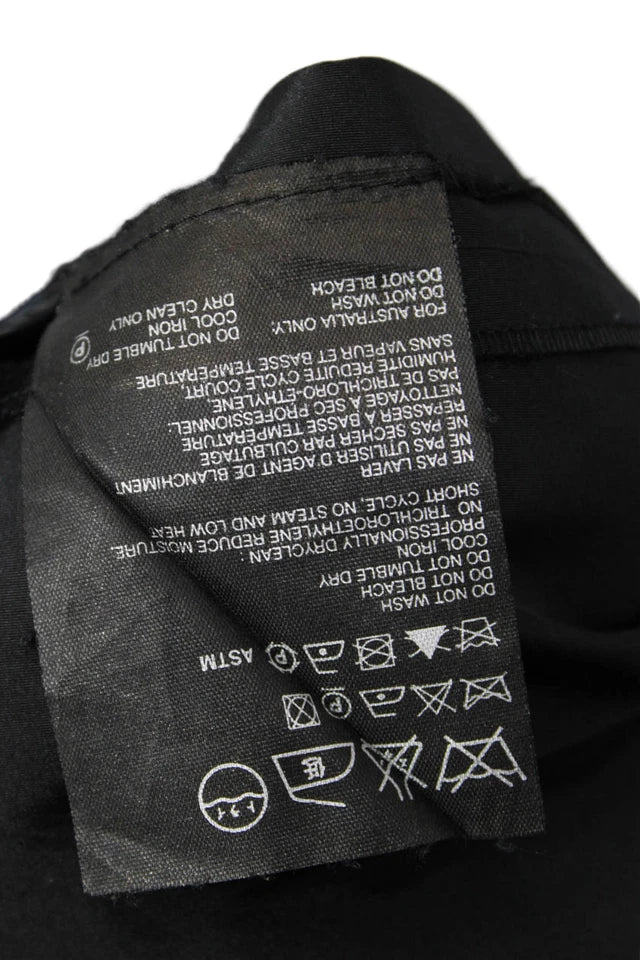 低 ドライ
P
P ASTM
DO NOT WASH
DO NOT BLEACH
DO NOT TUMBLE DRY
COOL IRON
PROFESSIONALLY DRYCLEAN :
NO TRICHLOROETHYLENE REDUCE MOISTURE,
SHORT CYCLE, NO STEAM AND LOW HEAT
NE PAS LAVER
NE PAS UTILISER D'AGENT DE BLANCHIMENT
NE PAS SECHER PAR CULBUTAGE
REPASSER A BASSE TEMPERATURE
NETTOYAGE A SEC PROFESSIONNEL
PAS DE TRICHLORO-ETHYLENE,
HUMIDITE REDUITE CYCLE COURT,
SANS VAPEUR ET BASSE TEMPERATURE
FOR AUSTRALIA ONLY:
DO NOT WASH
DO NOT BLEACH
DO NOT TUMBLE DRY
COOL IRON
DRY CLEAN ONLY
P